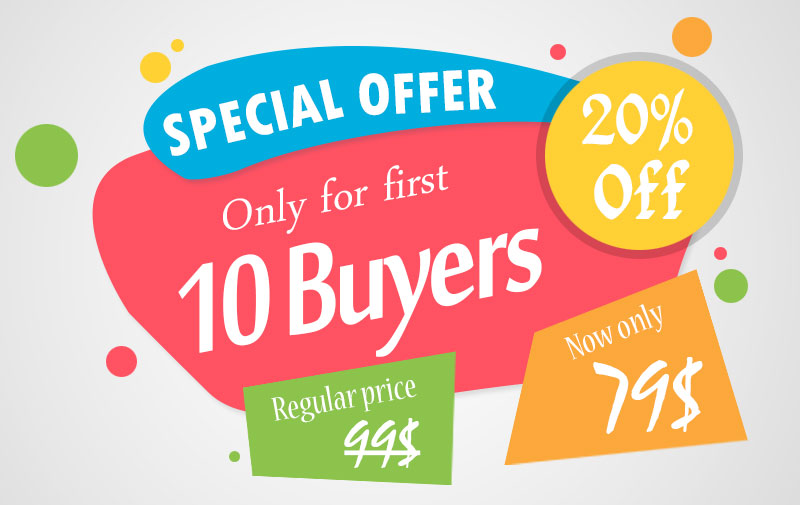 SPECIAL OFFER
20%
Off
Only for first
10 Buyers
Regular price
99$
Now only
79$